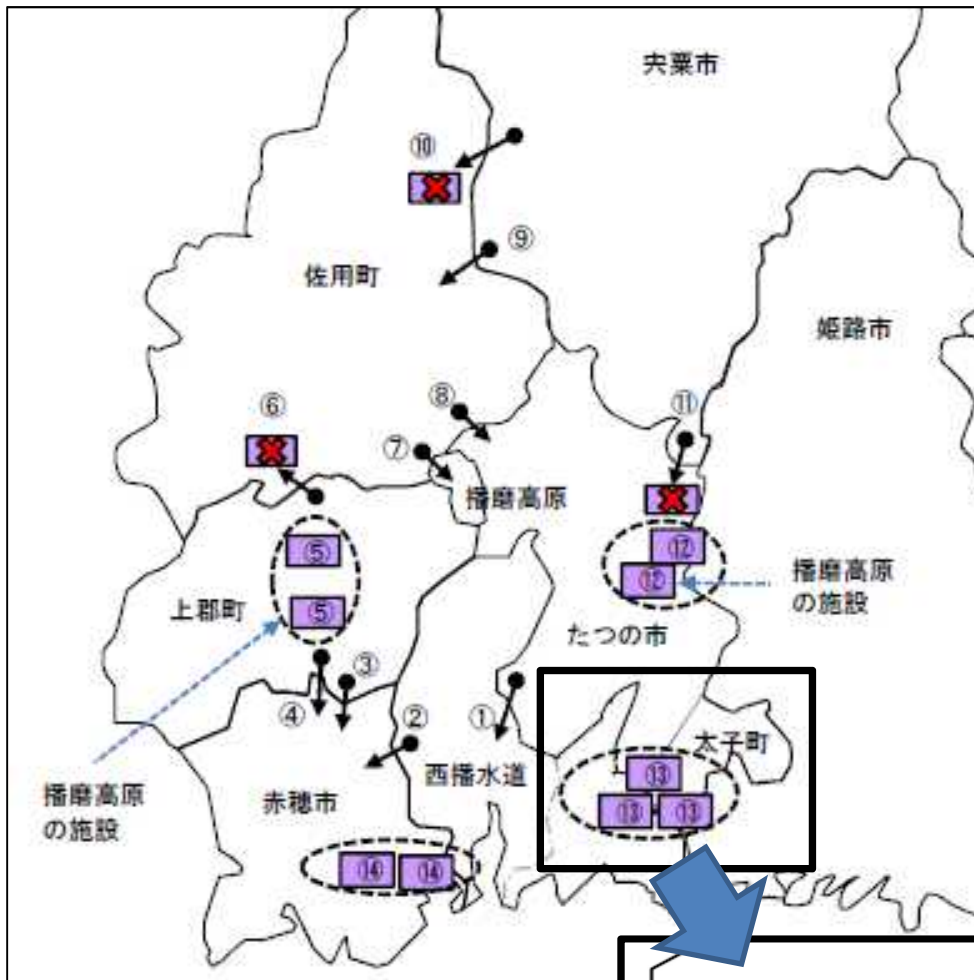 宍粟市
⑩
⑨
佐用町
姫路市
⑧
⑪
⑥
⑦
播磨高原
⑤
⑫
⑫
播磨高原
の施設
⑤
上郡町
たつの市
③
④
②
①
太子町
⑬
西播水道
播磨高原
の施設
赤穂市
⑬
⑬
⑭
⑭